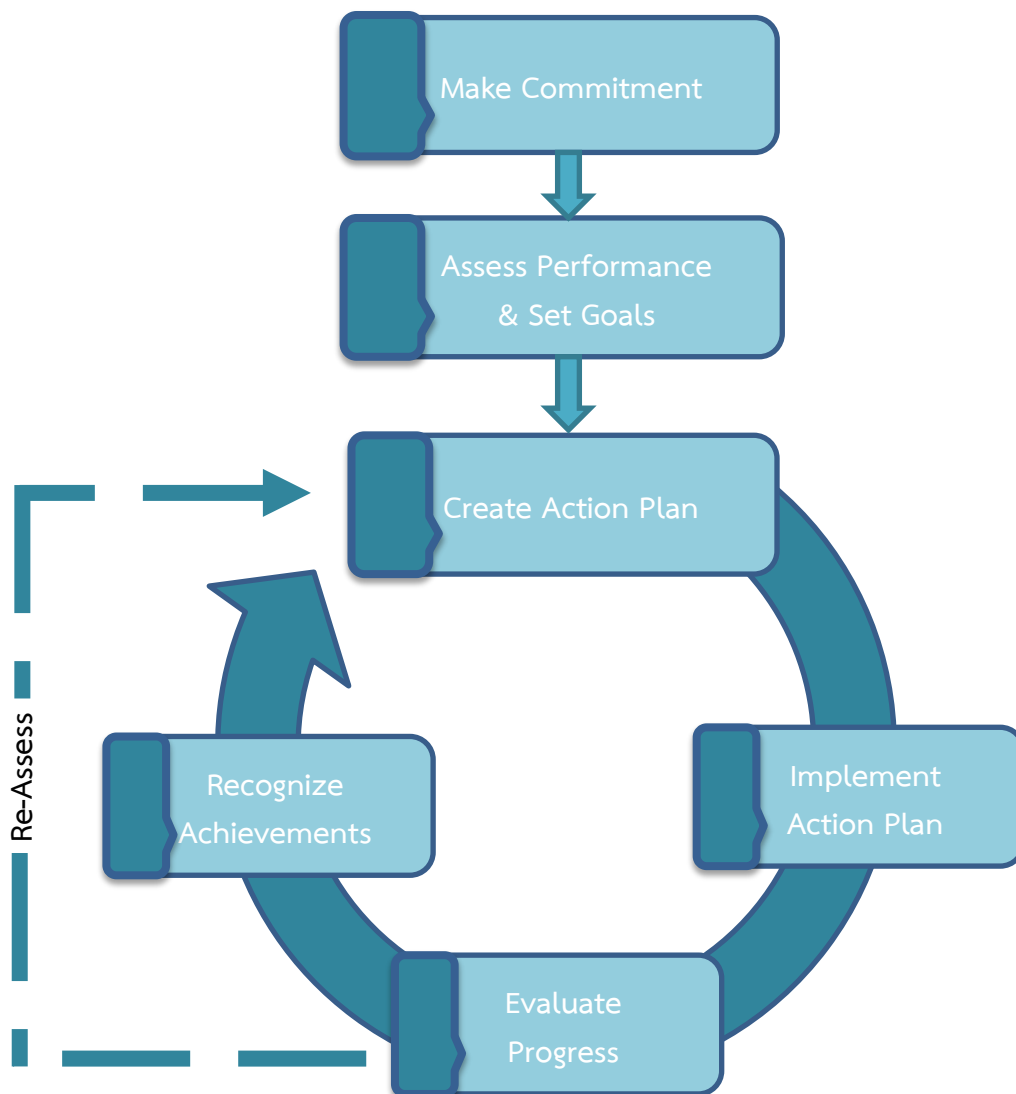 Make Commitment
Assess Performance
& Set Goals
Create Action Plan
Re-Assess
Recognize
Achievements
Implement
Action Plan
Evaluate
Progress